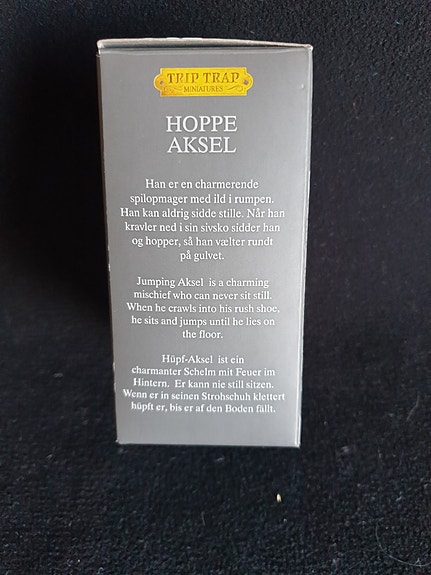 TRIP TRAP
MINIATURES
HOPPE
AKSEL
Han er en charmerende
spilopmager med ild i rumpen.
Han kan aldrig sidde stille. Når han
kravler ned i sin sivsko sidder han
og hopper, så han vælter rundt
på gulvet.
Jumping Aksel is a charming
mischief who can never sit still.
When he crawls into his rush shoe,
he sits and jumps until he lies on
the floor.
Hüpf-Aksel ist ein
charmanter Schelm mit Feuer im
Hintern. Er kann nie still sitzen.
Wenn er in seinen Strohschuh klettert
hüpft er, bis er af den Boden fällt.